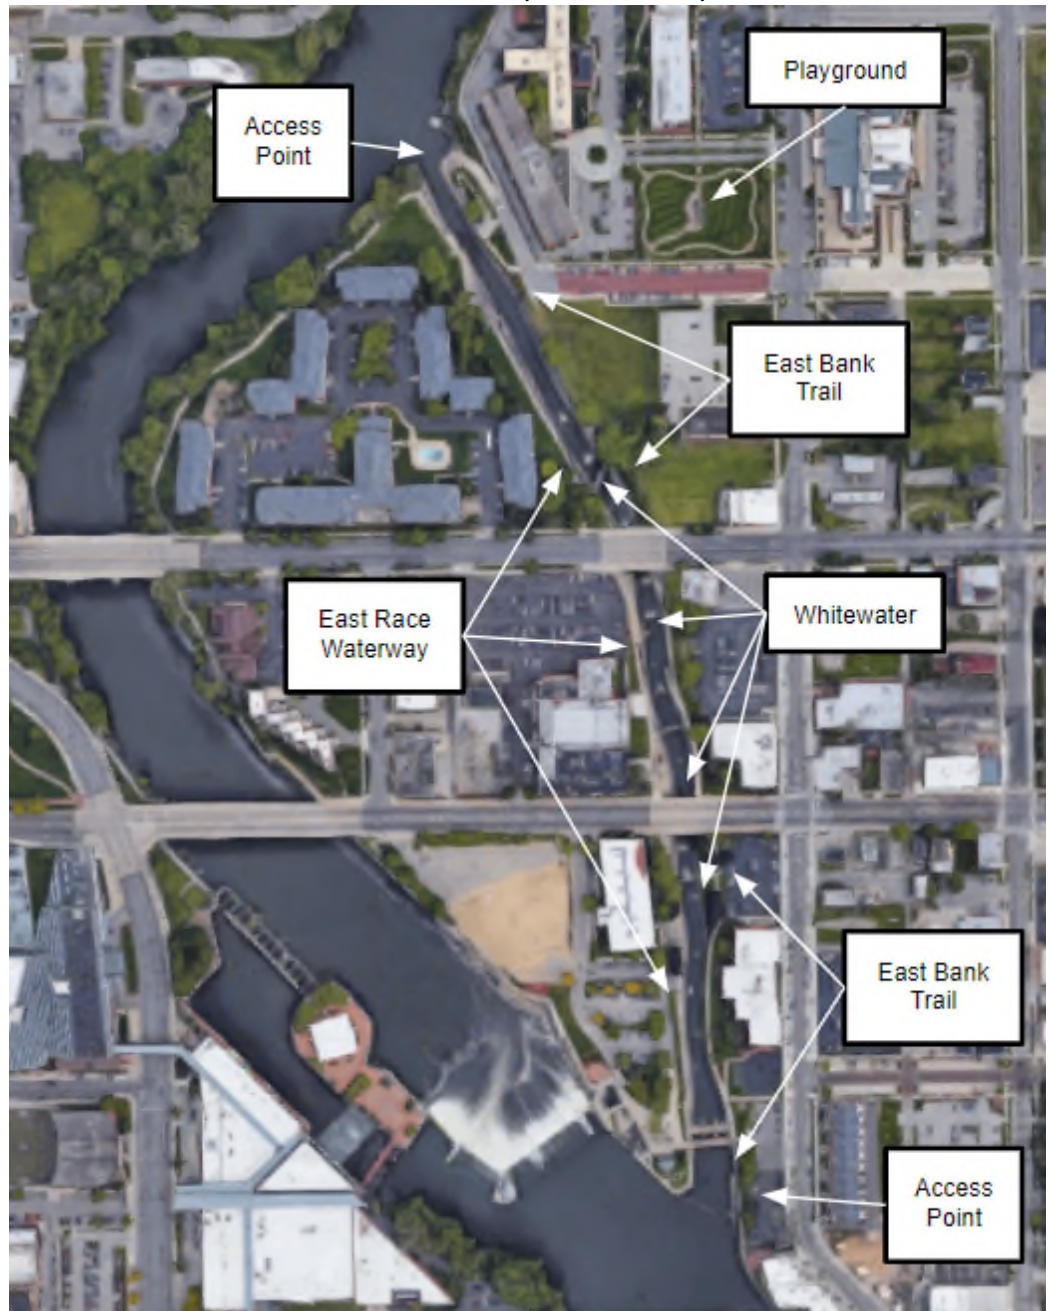 Playground
Access
Point
East Bank
Trail
East Race
Waterway
Whitewater
East Bank
Trail
Access
Point